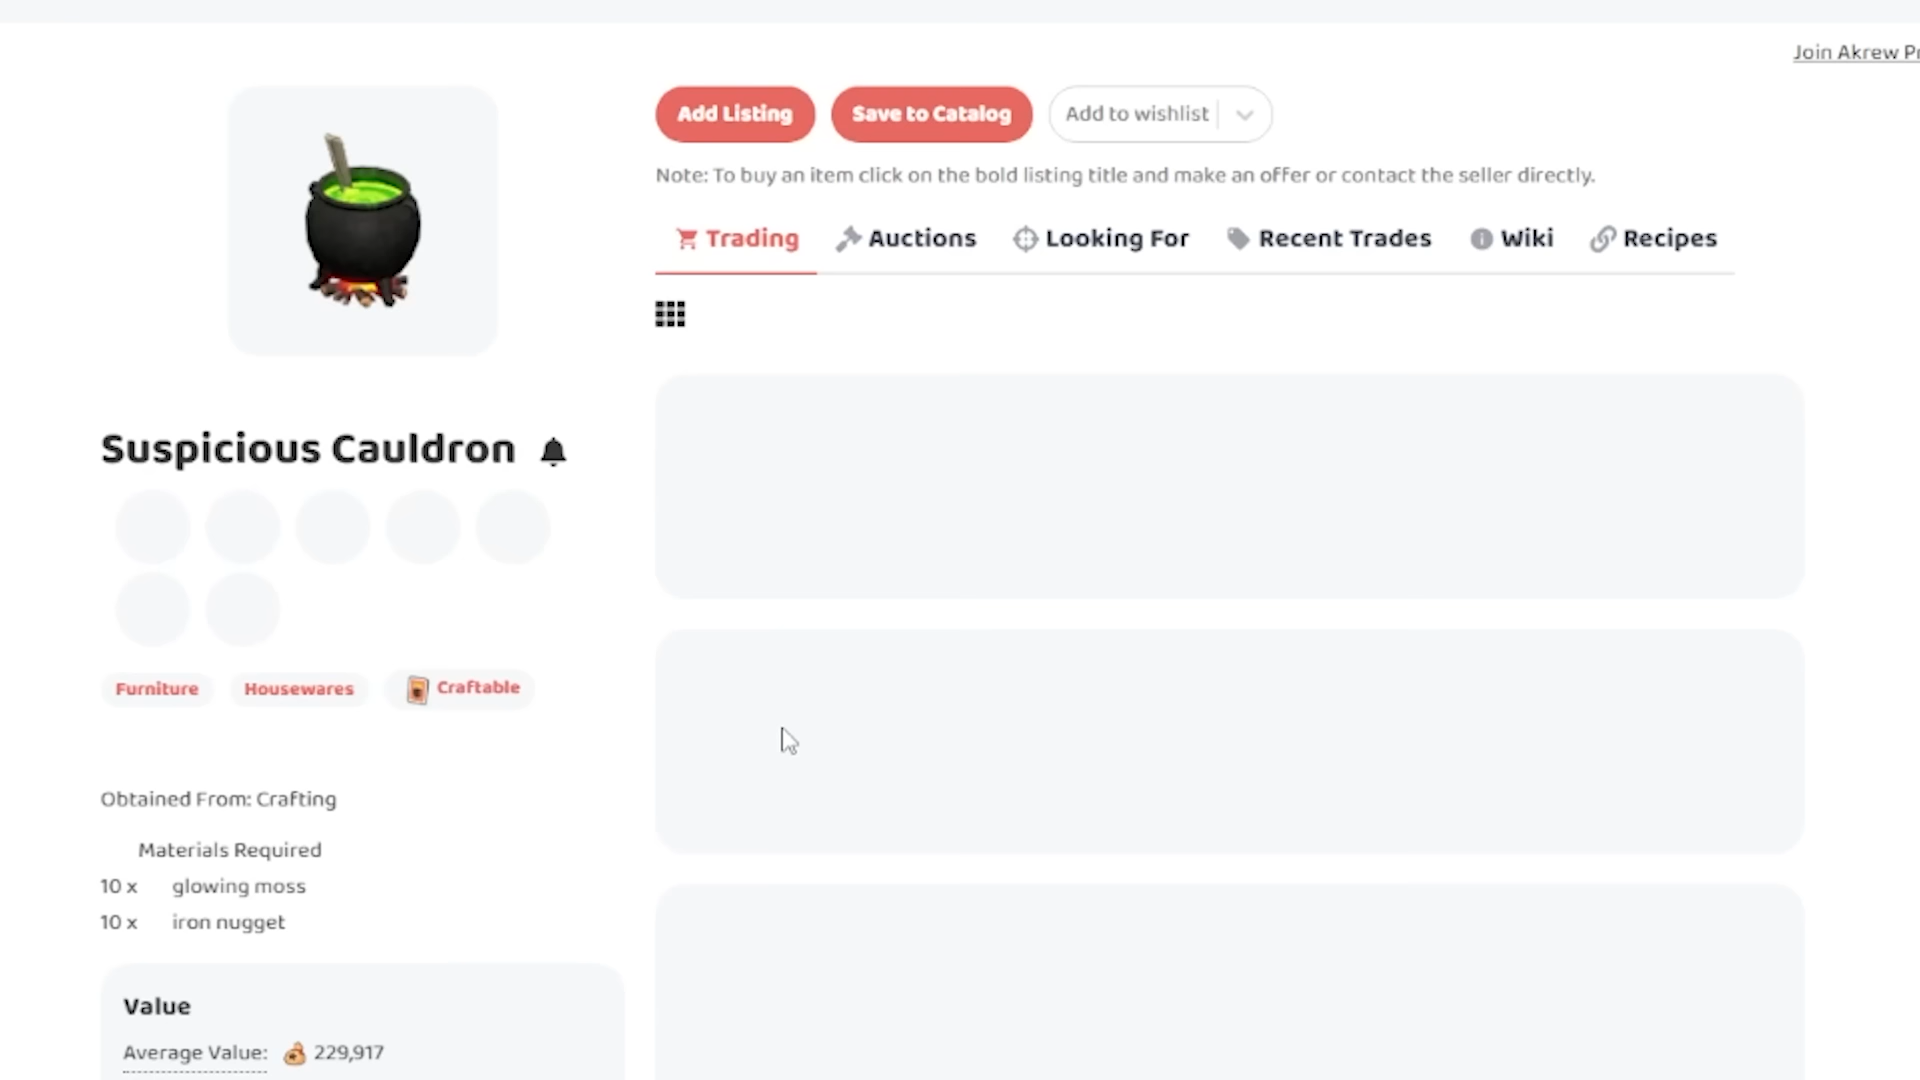 Join Akrew Pr
Add Listing
Save to Catalog
Add to wishlist
Note: To buy an item click on the bold listing title and make an offer or contact the seller directly.
Trading
Auctions
Looking For
Recent Trades
Wiki
Recipes
Suspicious Cauldron
Furniture
Housewares
Craftable
Obtained From: Crafting
Materials Required
10 x glowing moss
10 x iron nugget
Value
Average Value: 229,917